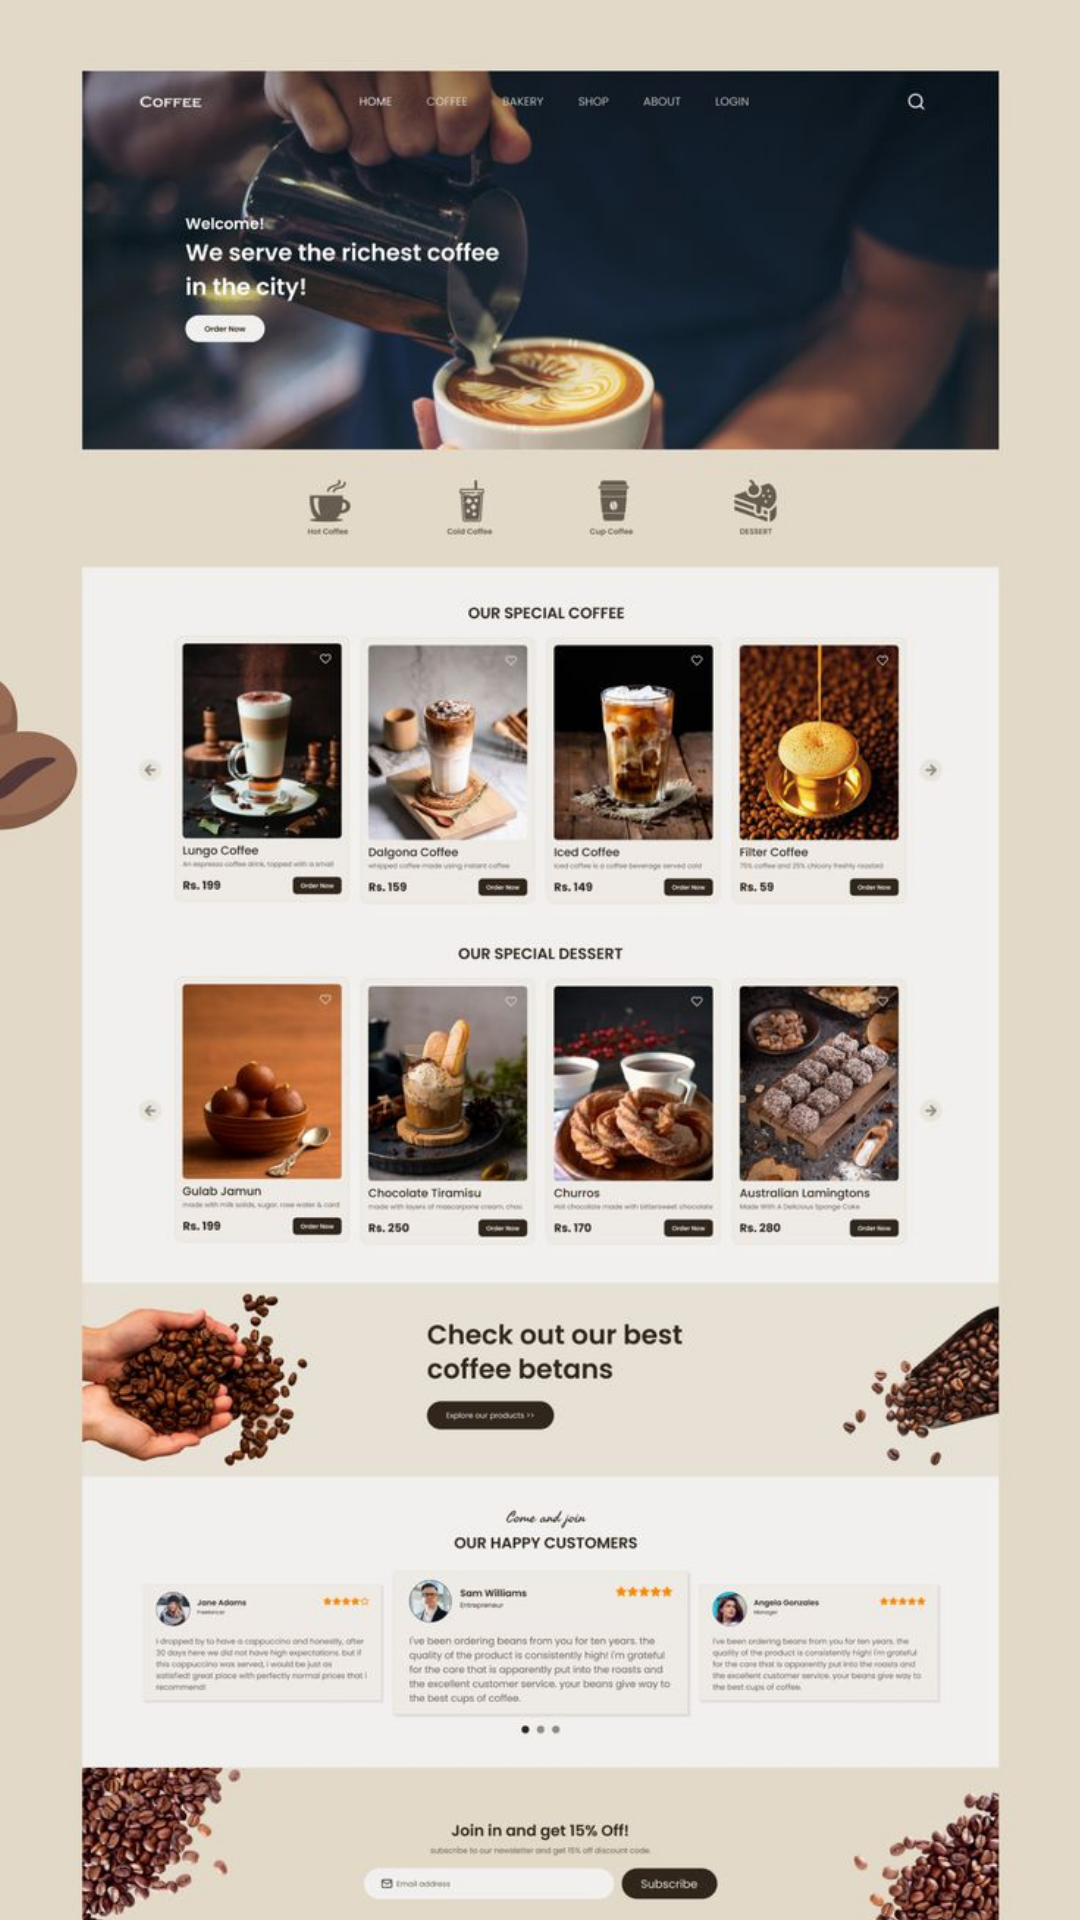 COFFEE
HOME COFFEE BAKERY SHOP ABOUT LOGIN
Welcome!
We serve the richest coffee
in the city!
Order Now
Hot Coffee
Cold Coffee
Cup Coffee
DESSERT
OUR SPECIAL COFFEE
Lungo Coffee
An espresso coffee drink, topped with a small
Rs. 199
Order Now
Dalgona Coffee
whipped coffee made using instant coffee
Rs. 159
Order Now
Iced Coffee
Iced coffee is a coffee beverage served cold
Rs. 149
Order Now
Filter Coffee
75% coffee and 25% chicory freshly roasted
Rs. 59
Order Now
OUR SPECIAL DESSERT
Gulab Jamun
made with milk solids, sugar, rose water & card
Rs. 199
Order Now
Chocolate Tiramisu
made with layers of mascarpone cream, choc
Rs. 250
Order Now
Churros
Hot chocolate made with bittersweet chocolate
Rs. 170
Order Now
Australian Lamingtons
Made With A Delicious Sponge Cake
Rs. 280
Order Now
Check out our best
coffee betans
Explore our products >>
Come and join
OUR HAPPY CUSTOMERS
Jane Adams
Freelancer
i dropped by to have a cappuccino and honestly, after
30 days here we did not have high expectations. but if
this cappuccino was served, i would be just as
satisfied! great place with perfectly normal prices that i
recommend!
Sam Williams
Entrepreneur
I've been ordering beans from you for ten years. the
quality of the product is consistently high! i'm grateful
for the care that is apparently put into the roasts and
the excellent customer service. your beans give way to
the best cups of coffee.
Angela Gonzales
Manager
I've been ordering beans from you for ten years. the
quality of the product is consistently high! i'm grateful
for the care that is apparently put into the roasts and
the excellent customer service. your beans give way to
the best cups of coffee.
Join in and get 15% Off!
subscribe to our newsletter and get 15% off discount code.
Email address
Subscribe